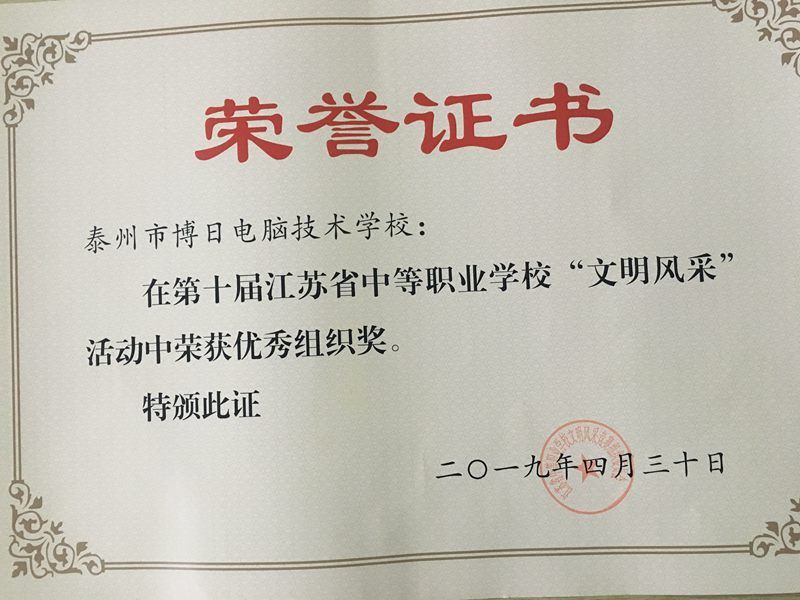 荣誉证书
泰州市博日电脑技术学校：
在第十届江苏省中等职业学校“文明风采”
活动中荣获优秀组织奖。
特颁此证
二〇一九年四月三十日